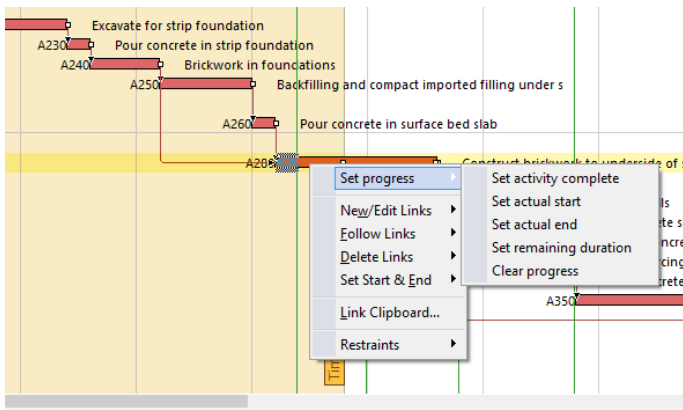 Excavate for strip foundation
A230 Pour concrete in strip foundation
A240 Brickwork in foundations
A250 Backfilling and compact imported filling under s
A260 Pour concrete in surface bed slab
Construct brickwork to underside of s
Set progress
New/Edit Links
Follow Links
Delete Links
Set Start & End
Link Clipboard...
Restraints
Set activity complete
Set actual start
Set actual end
Set remaining duration
Clear progress
A350
Tim